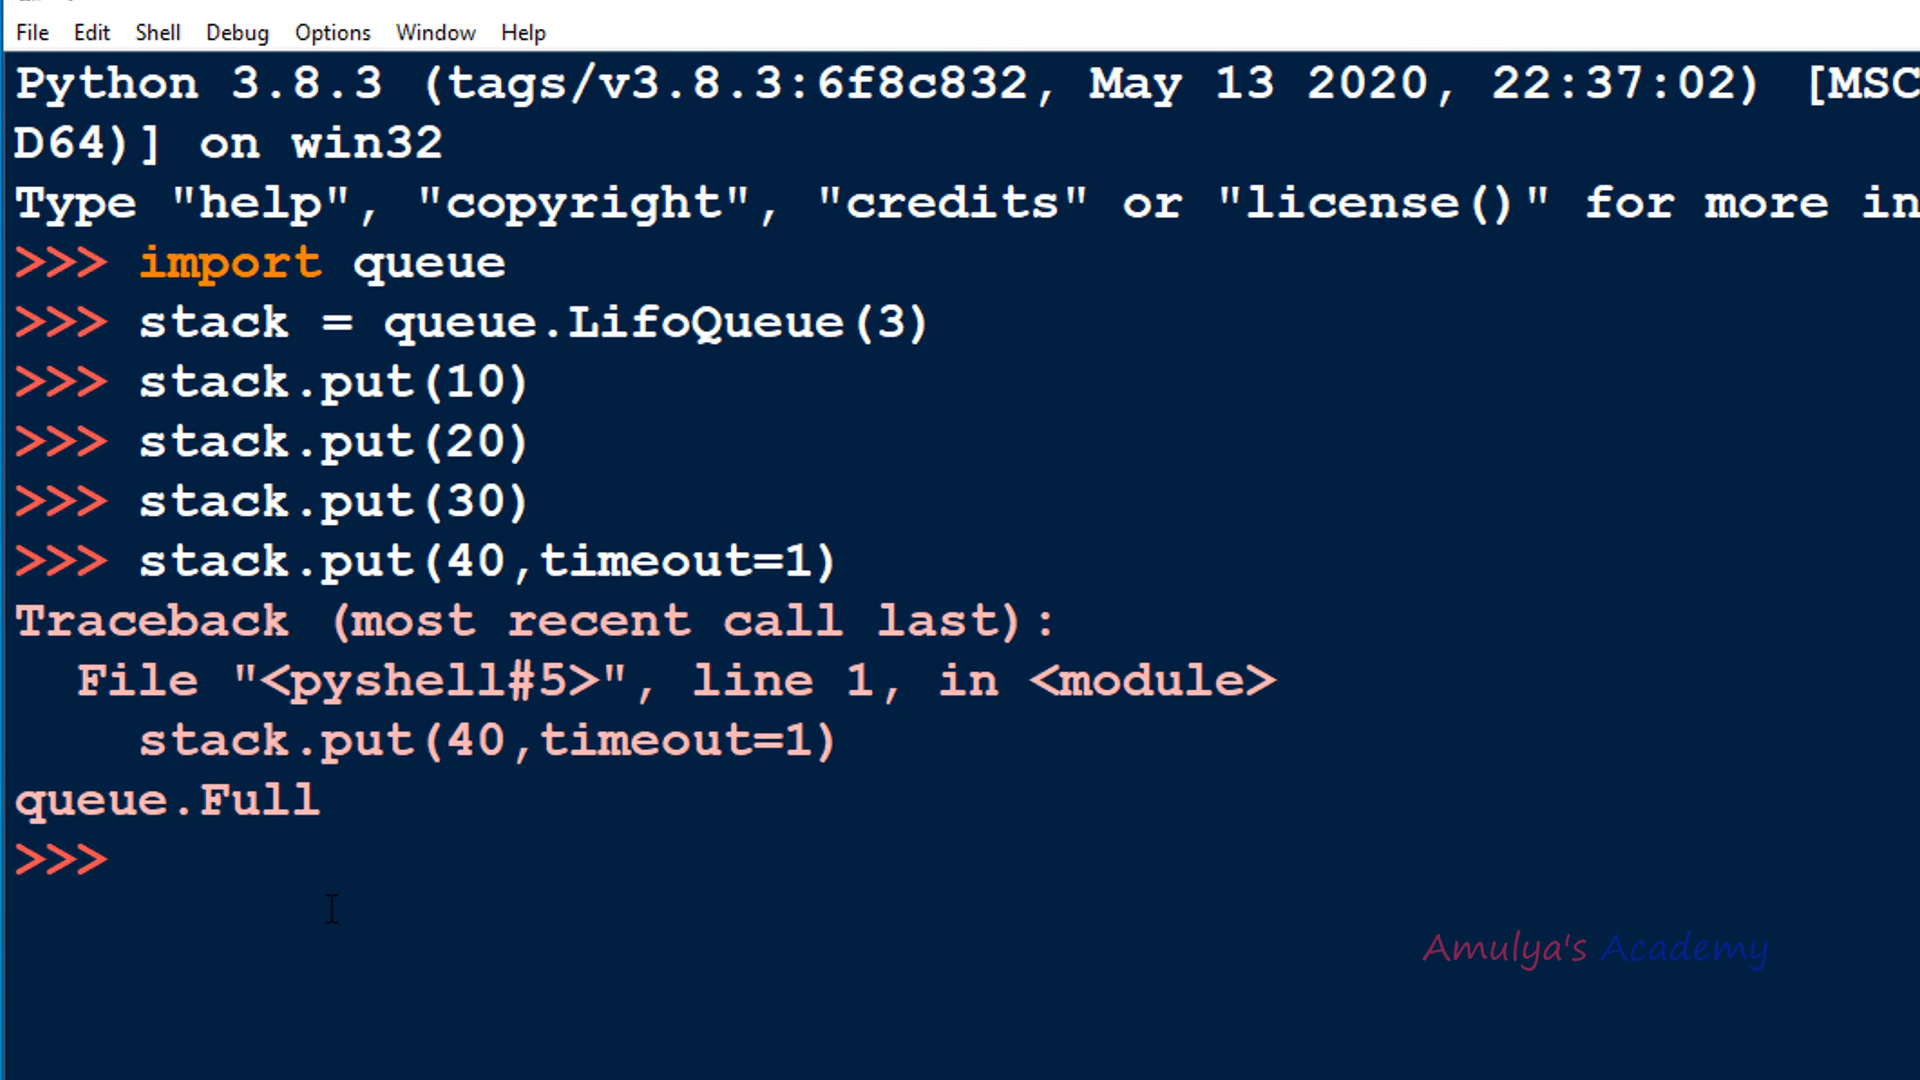 File Edit Shell Debug Options Window Help
Python 3.8.3 (tags/v3.8.3:6f8c832, May 13 2020, 22:37:02) [MSC
D64)] on win32
Type "help", "copyright", "credits" or "license()" for more in
>>> import queue
>>> stack = queue.LifoQueue(3)
>>> stack.put(10)
>>> stack.put(20)
>>> stack.put(30)
>>> stack.put(40,timeout=1)
Traceback (most recent call last):
  File "<pyshell#5>", line 1, in <module>
    stack.put(40,timeout=1)
queue.Full
>>>
Amulya's Academy